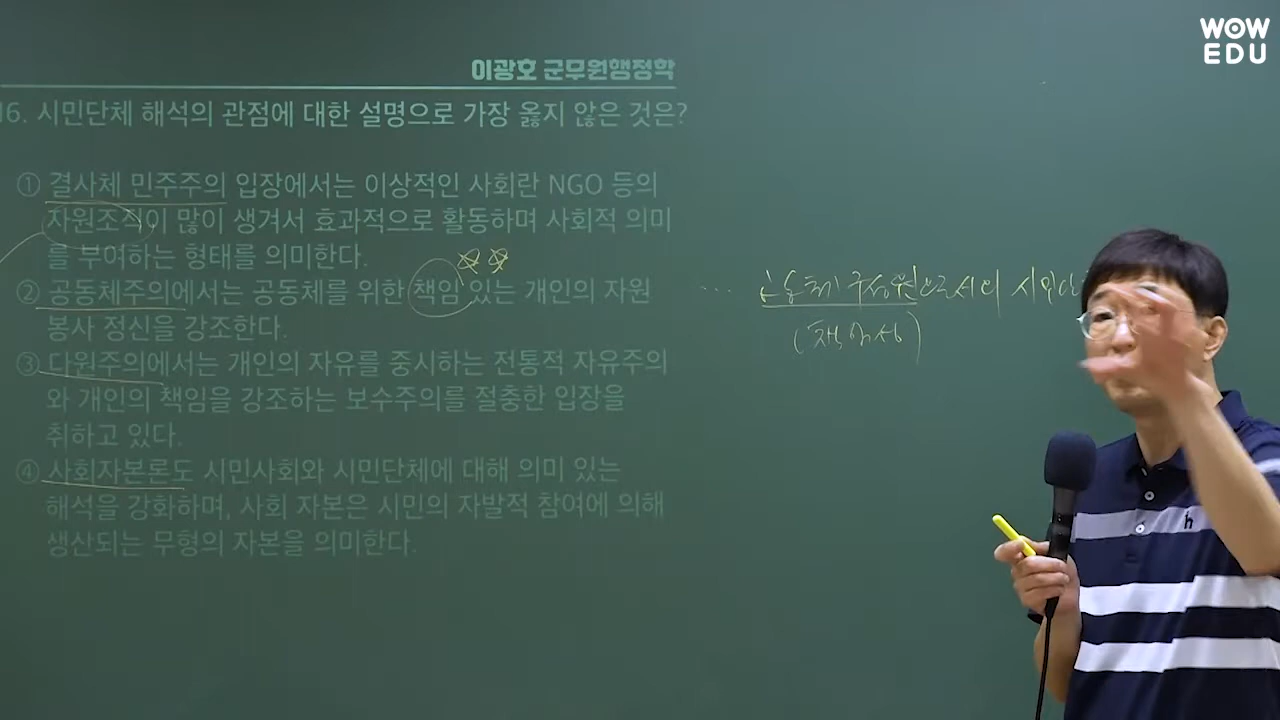 WOW
EDU
이광호 군무원행정학
16. 시민단체 해석의 관점에 대한 설명으로 가장 옳지 않은 것은?
① 결사체 민주주의 입장에서는 이상적인 사회란 NGO 등의
자원조직이 많이 생겨서 효과적으로 활동하며 사회적 의미
를 부여하는 형태를 의미한다.
② 공동체주의에서는 공동체를 위한 책임 있는 개인의 자원
봉사 정신을 강조한다.
③ 다원주의에서는 개인의 자유를 중시하는 전통적 자유주의
와 개인의 책임을 강조하는 보수주의를 절충한 입장을
취하고 있다.
④ 사회자본론도 시민사회와 시민단체에 대해 의미 있는
해석을 강화하며, 사회 자본은 시민의 자발적 참여에 의해
생산되는 무형의 자본을 의미한다.
... 공동체 구성원으로서의 시민
(책임성)
h